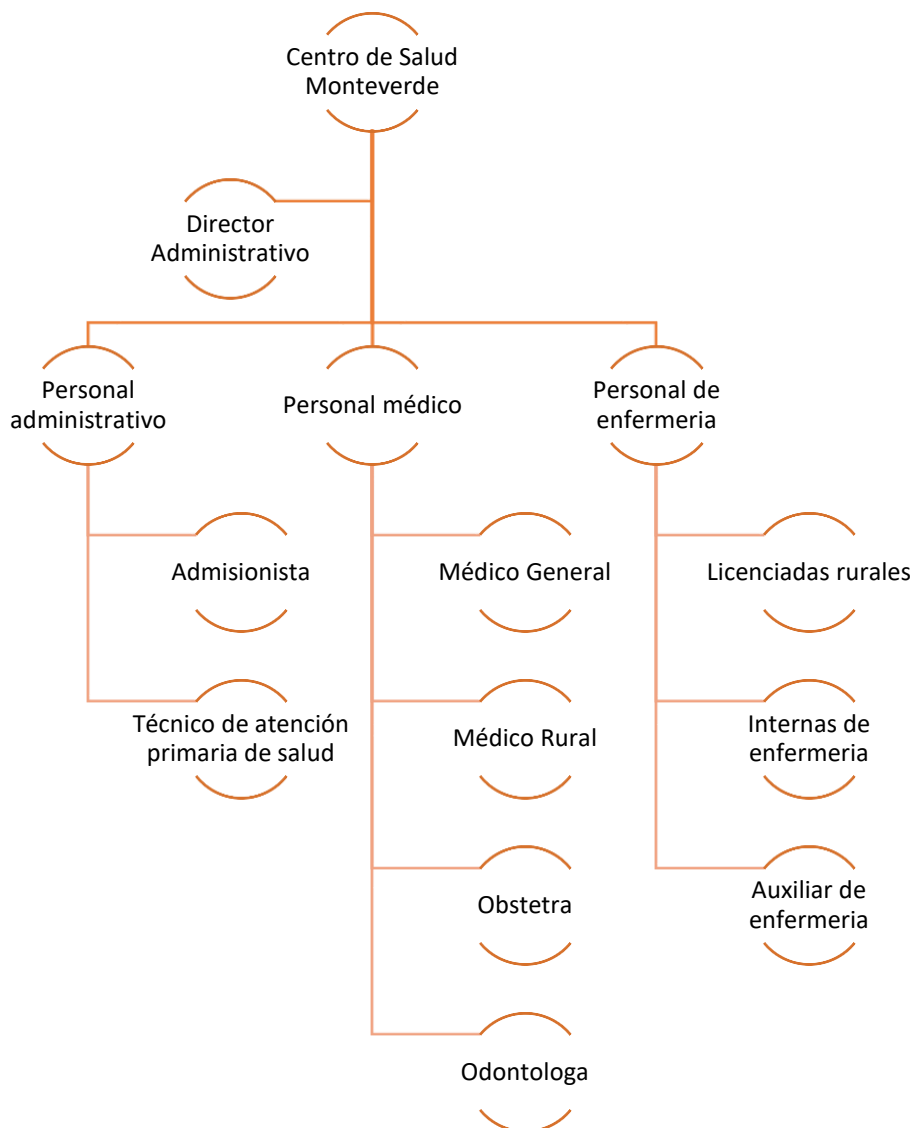 Centro de Salud
Monteverde
Director
Administrativo
Personal
administrativo
Personal médico
Personal de
enfermeria
Admisionista
Médico General
Licenciadas rurales
Técnico de atención
primaria de salud
Médico Rural
Internas de
enfermeria
Obstetra
Auxiliar de
enfermeria
Odontologa